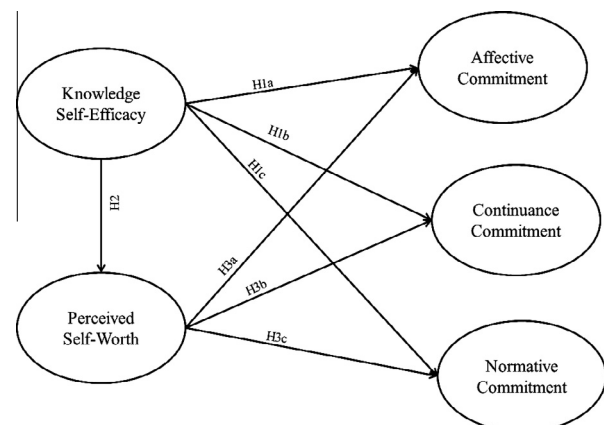 Affective
Commitment
Knowledge
Self-Efficacy
H1a
H1b
H1c
H2
Continuance
Commitment
H3a
H3b
H3c
Perceived
Self-Worth
Normative
Commitment